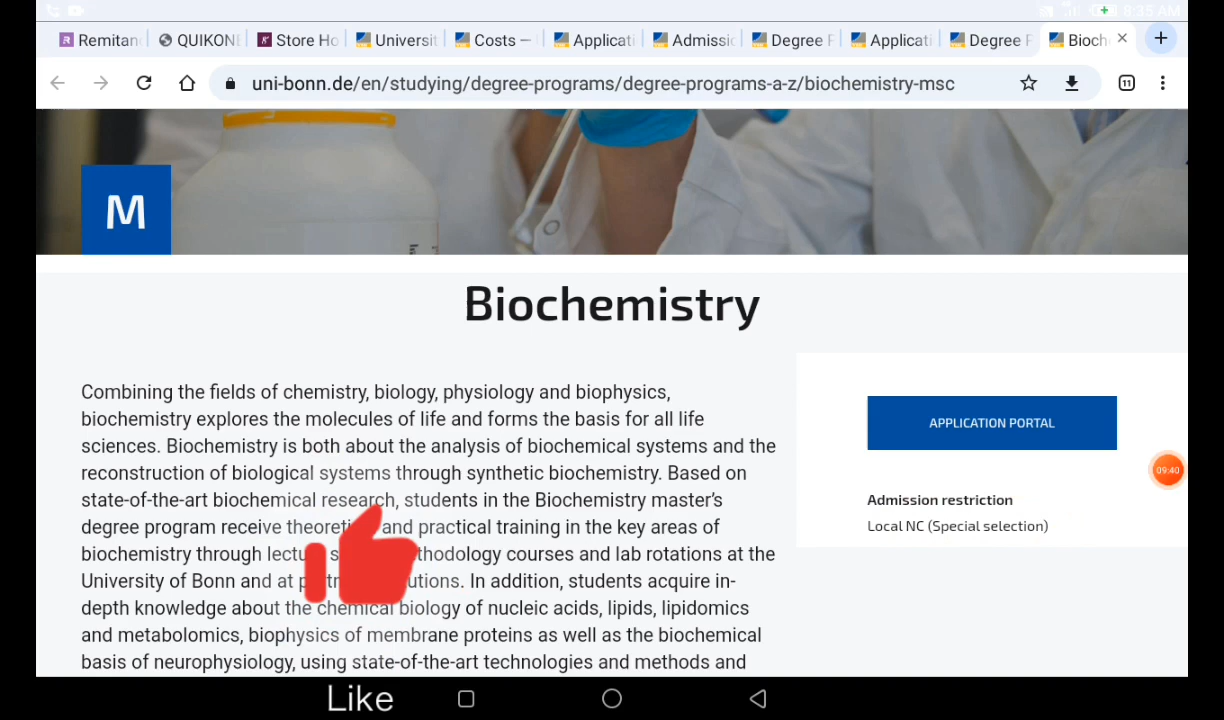 8:35 AM
Remitan QUIKON Store Ho Universit Costs — Applicati Admissio Degree P Applicati Degree P Bioch
uni-bonn.de/en/studying/degree-programs/degree-programs-a-z/biochemistry-msc
11
M
Biochemistry
Combining the fields of chemistry, biology, physiology and biophysics,
biochemistry explores the molecules of life and forms the basis for all life
sciences. Biochemistry is both about the analysis of biochemical systems and the
reconstruction of biological systems through synthetic biochemistry. Based on
state-of-the-art biochemical research, students in the Biochemistry master's
degree program receive theoreti and practical training in the key areas of
biochemistry through lectu s thodology courses and lab rotations at the
University of Bonn and at p utions. In addition, students acquire in-
depth knowledge about the chemical biology of nucleic acids, lipids, lipidomics
and metabolomics, biophysics of membrane proteins as well as the biochemical
basis of neurophysiology, using state-of-the-art technologies and methods and
APPLICATION PORTAL
Admission restriction
Local NC (Special selection)
09:40
Like